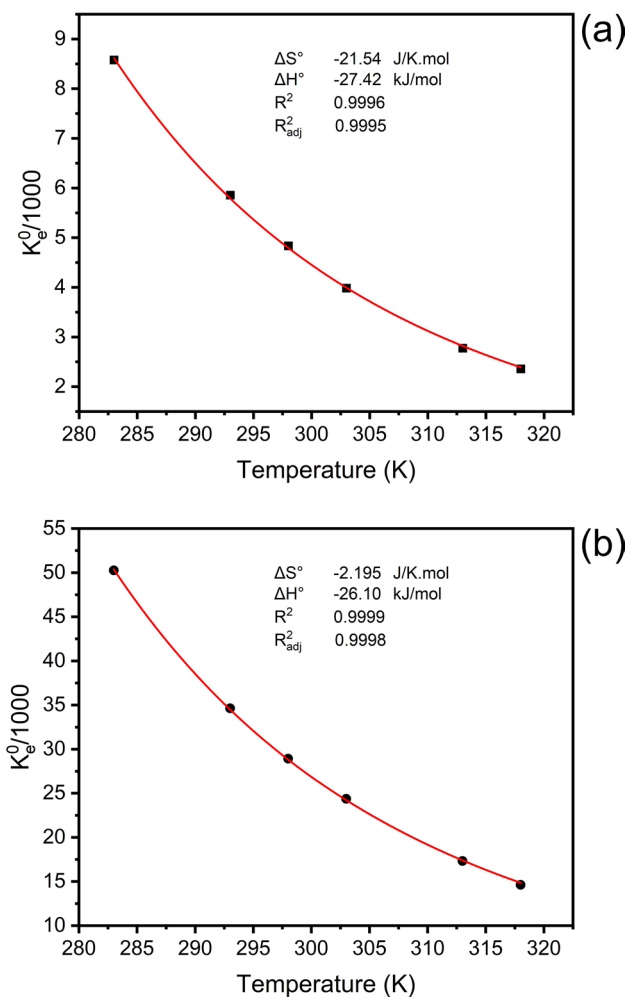 (a)
ΔS° -21.54 J/K.mol
ΔH° -27.42 kJ/mol
R² 0.9996
R²adj 0.9995
9
8
7
6
5
4
3
2
K⁰e/1000
280 285 290 295 300 305 310 315 320
Temperature (K)
(b)
ΔS° -2.195 J/K.mol
ΔH° -26.10 kJ/mol
R² 0.9999
R²adj 0.9998
55
50
45
40
35
30
25
20
15
10
K⁰e/1000
280 285 290 295 300 305 310 315 320
Temperature (K)